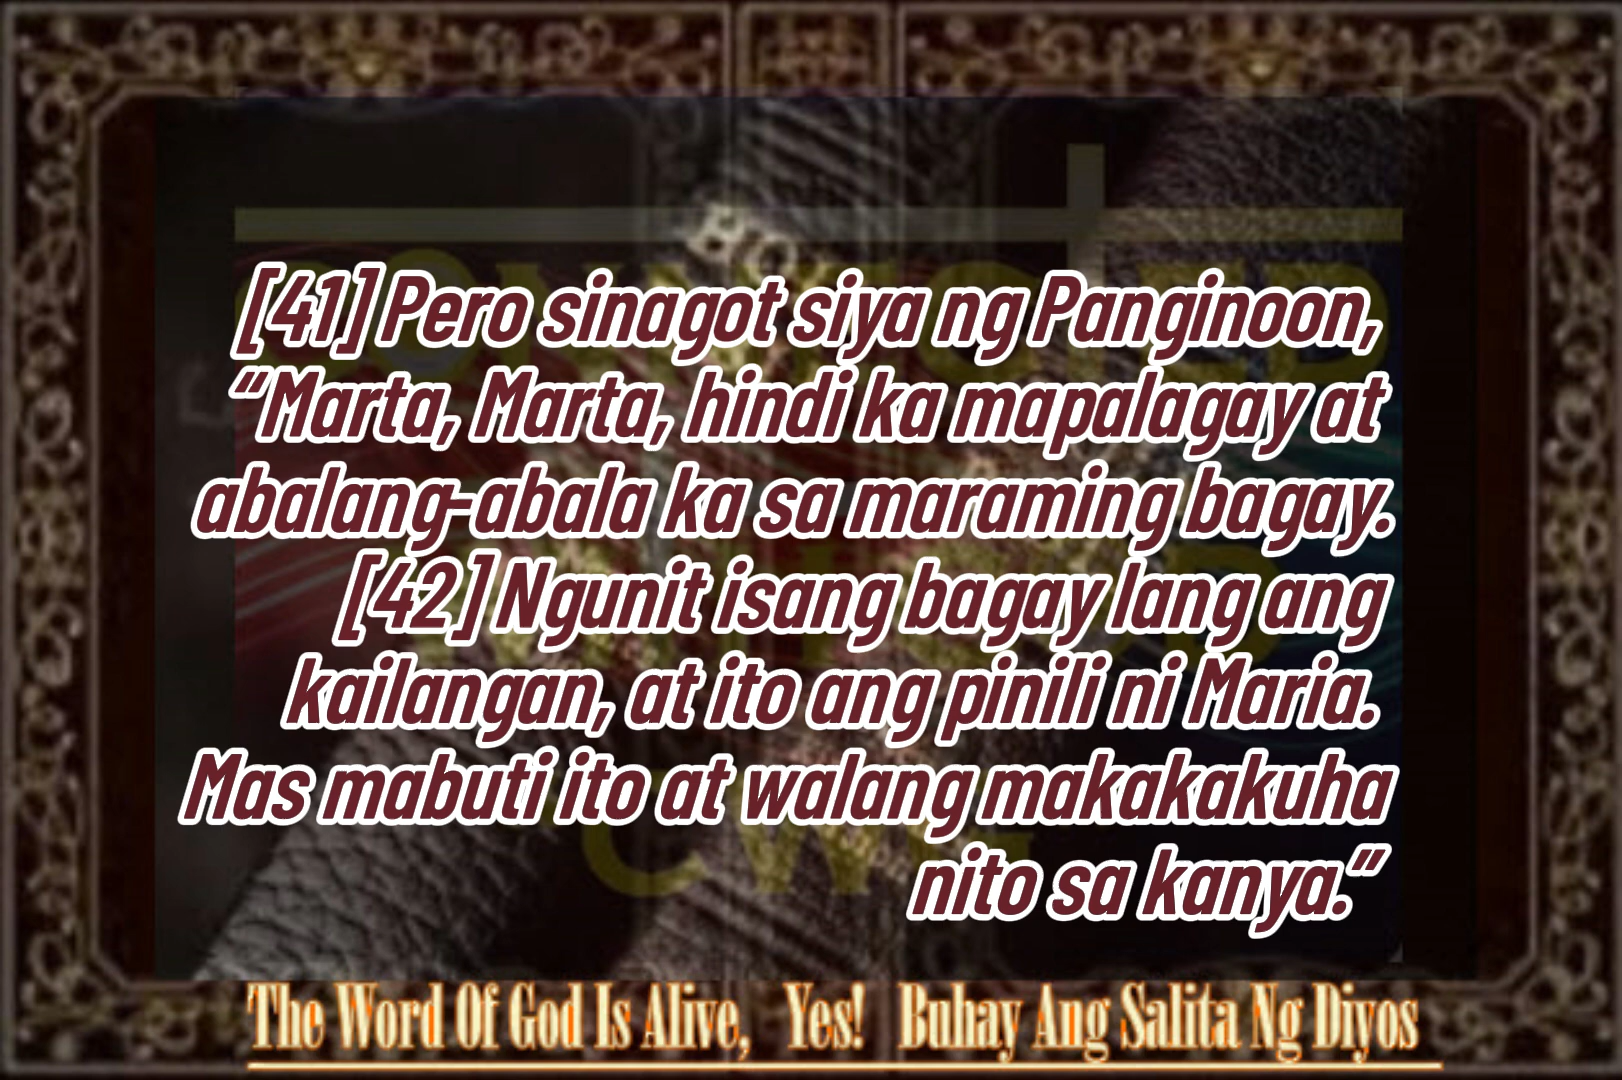 [41] Pero sinagot siya ng Panginoon,
“Marta, Marta, hindi ka mapalagay at
abalang-abala ka sa maraming bagay.
[42] Ngunit isang bagay lang ang
kailangan, at ito ang pinili ni Maria.
Mas mabuti ito at walang makakakuha
nito sa kanya.”
The Word Of God Is Alive, Yes! Buhay Ang Salita Ng Diyos